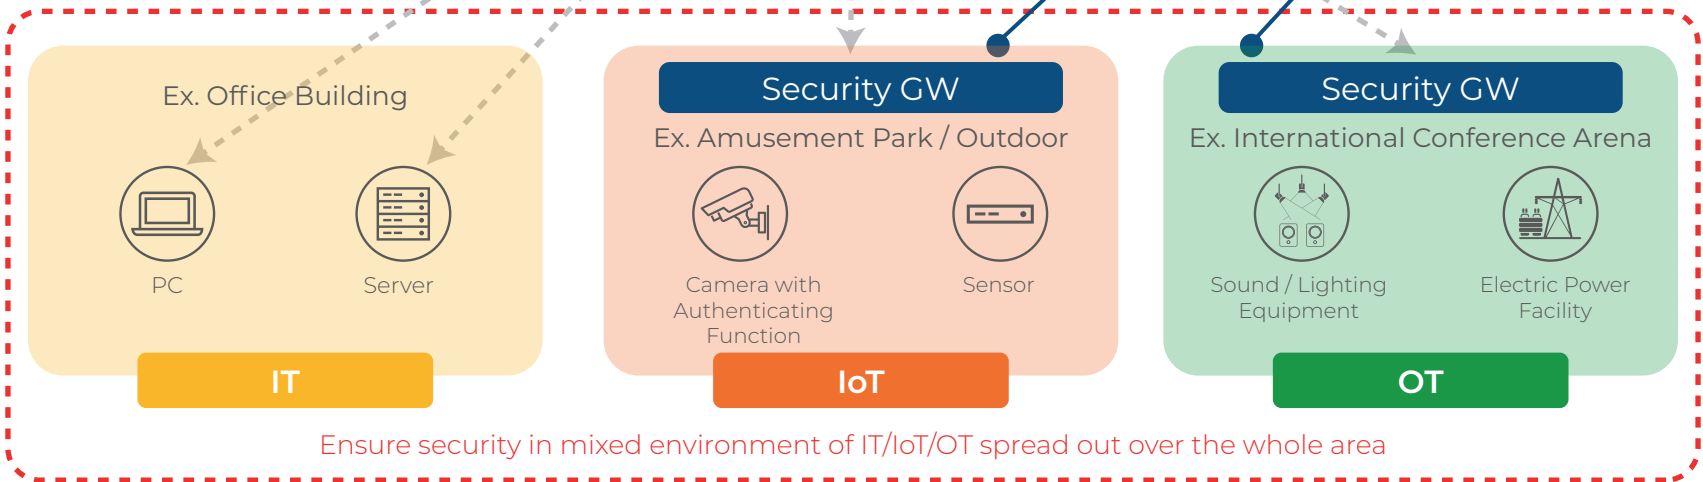 Ex. Office Building
PC
Server
IT
Security GW
Ex. Amusement Park / Outdoor
Camera with
Authenticating
Function
Sensor
IoT
Security GW
Ex. International Conference Arena
Sound / Lighting
Equipment
Electric Power
Facility
OT
Ensure security in mixed environment of IT/IoT/OT spread out over the whole area